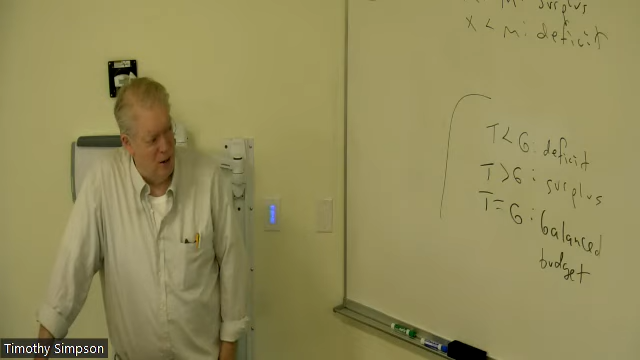 M: surplus
X < M: deficit
T < G: deficit
T > G: surplus
T = G: balanced
budget
Timothy Simpson